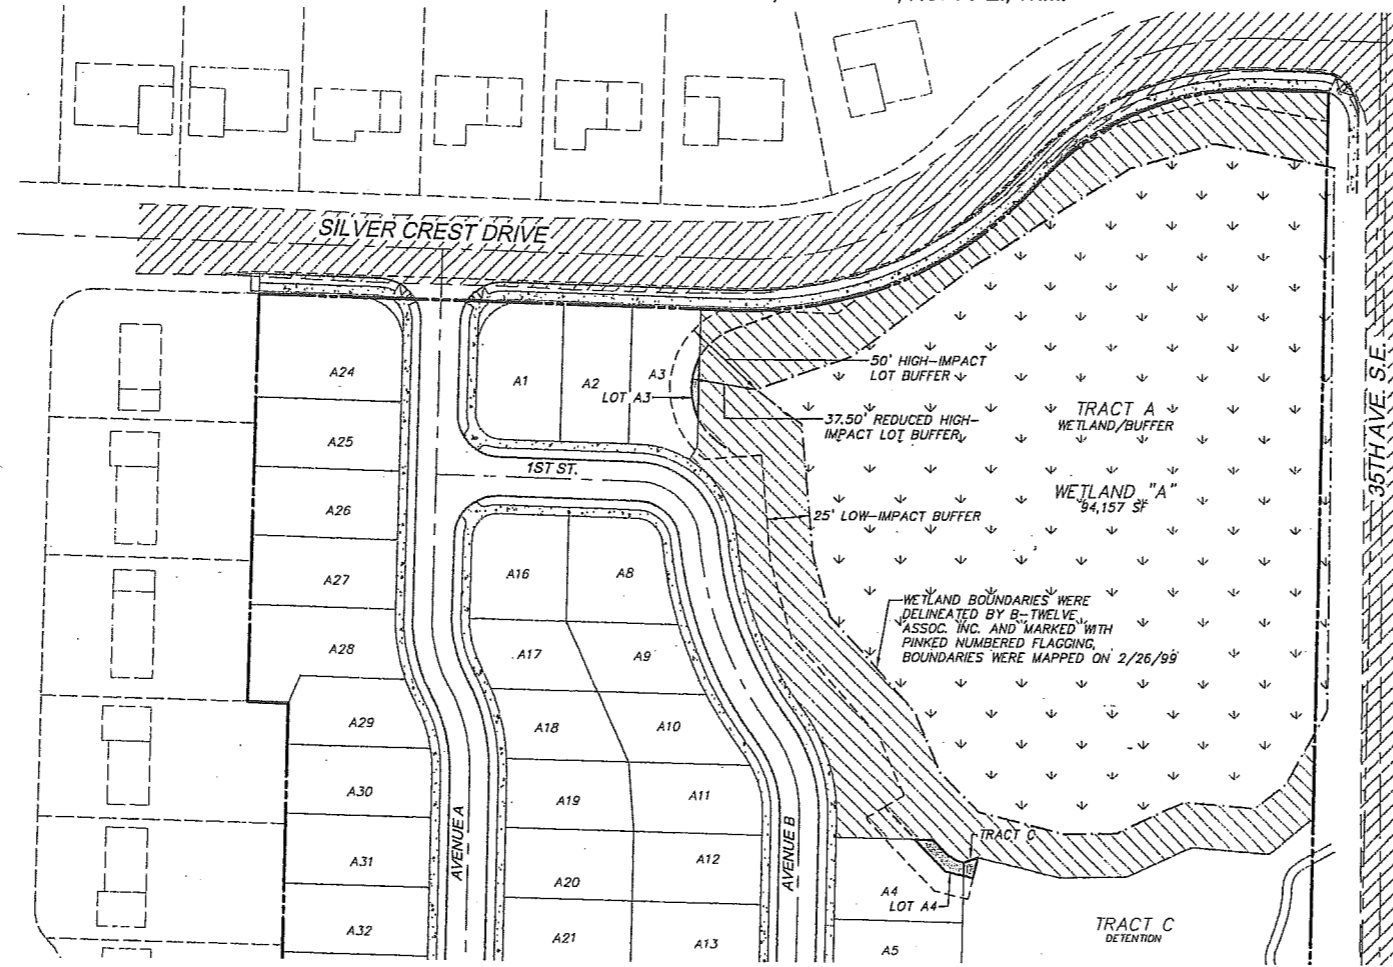 SILVER CREST DRIVE
A24
A1
A2
A3
LOT A3
50' HIGH-IMPACT
LOT BUFFER
37.50' REDUCED HIGH-
IMPACT LOT BUFFER
TRACT A
WETLAND/BUFFER
35TH AVE. S.E.
A25
1ST ST.
WETLAND "A"
94,157 SF
A26
25' LOW-IMPACT BUFFER
A27
A16
A8
WETLAND BOUNDARIES WERE
DELINEATED BY B-TWELVE
ASSOC. INC. AND MARKED WITH
PINKED NUMBERED FLAGGING,
BOUNDARIES WERE MAPPED ON 2/26/99
A28
A17
A9
A29
A18
A10
A30
A19
A11
AVENUE A
AVENUE B
TRACT C
A31
A20
A12
A4
LOT A4
A32
A21
A13
A5
TRACT C
DETENTION